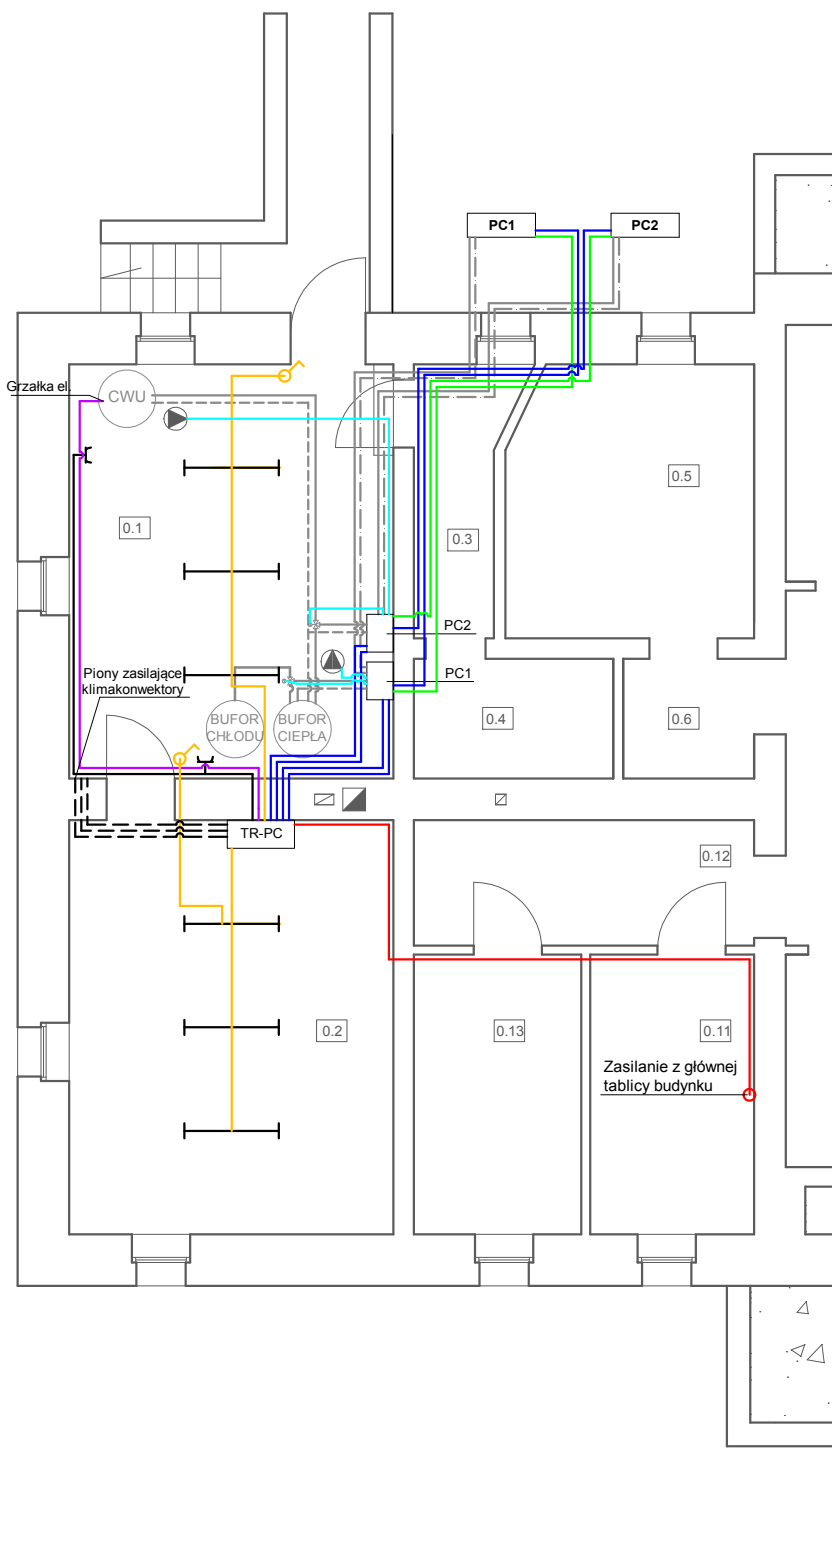 PC1
PC2
Grzałka el.
CWU
0.5
0.1
0.3
PC2
Piony zasilające
klimakonwektory
PC1
BUFOR
CHŁODU
BUFOR
CIEPŁA
0.4
0.6
TR-PC
0.12
0.2
0.13
0.11
Zasilanie z głównej
tablicy budynku